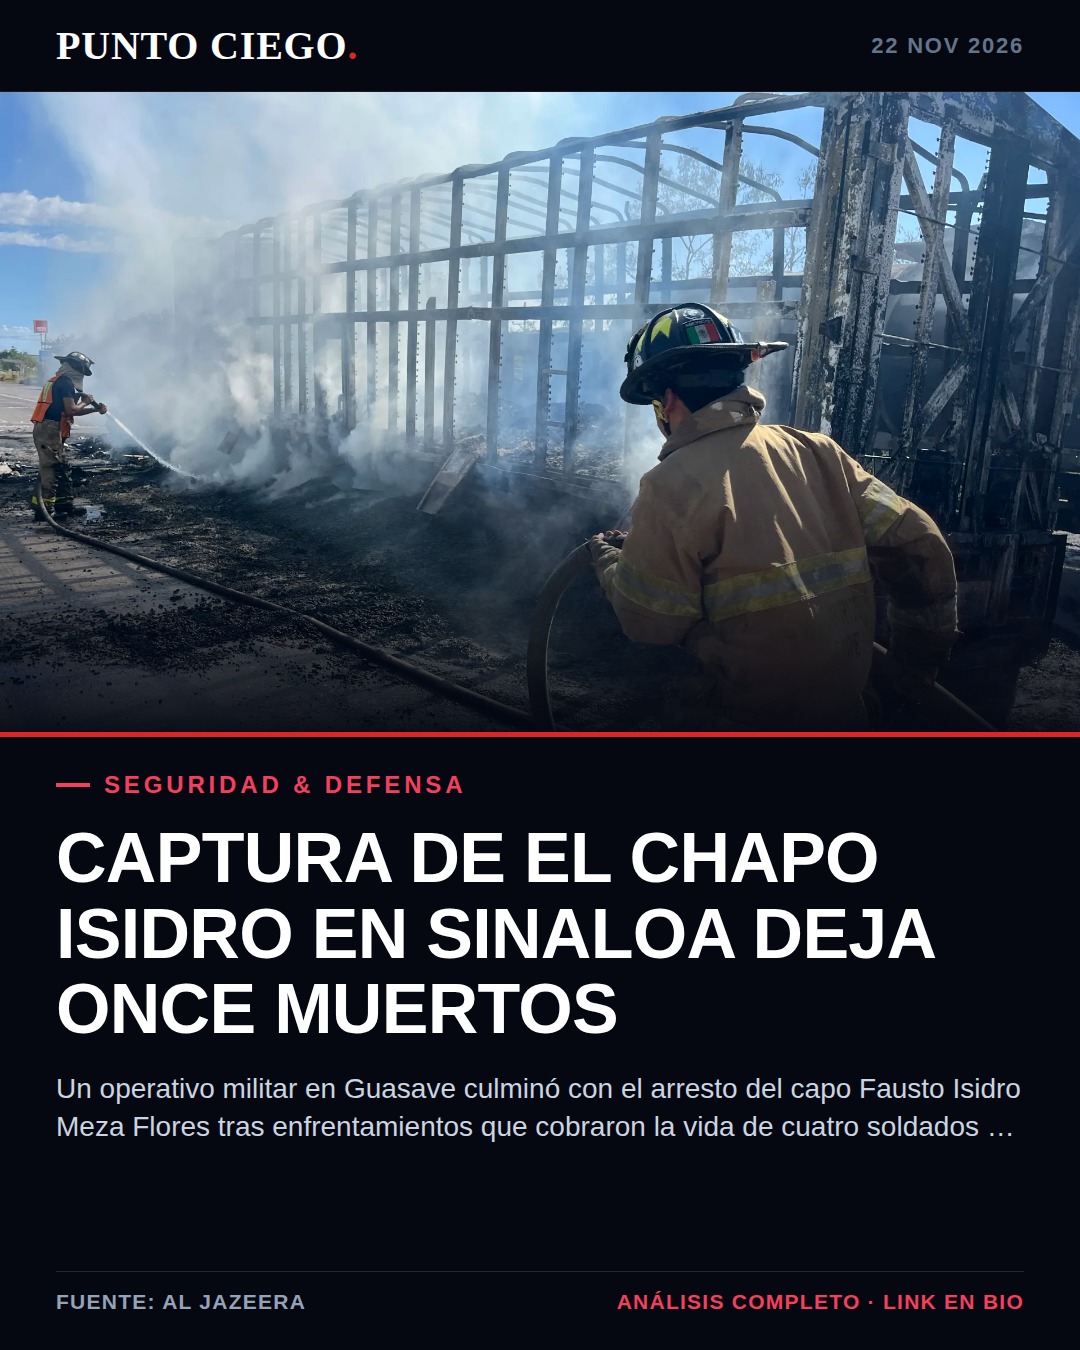 PUNTO CIEGO.
22 NOV 2026
SEGURIDAD & DEFENSA
CAPTURA DE EL CHAPO
ISIDRO EN SINALOA DEJA
ONCE MUERTOS
Un operativo militar en Guasave culminó con el arresto del capo Fausto Isidro
Meza Flores tras enfrentamientos que cobraron la vida de cuatro soldados …
FUENTE: AL JAZEERA
ANÁLISIS COMPLETO · LINK EN BIO